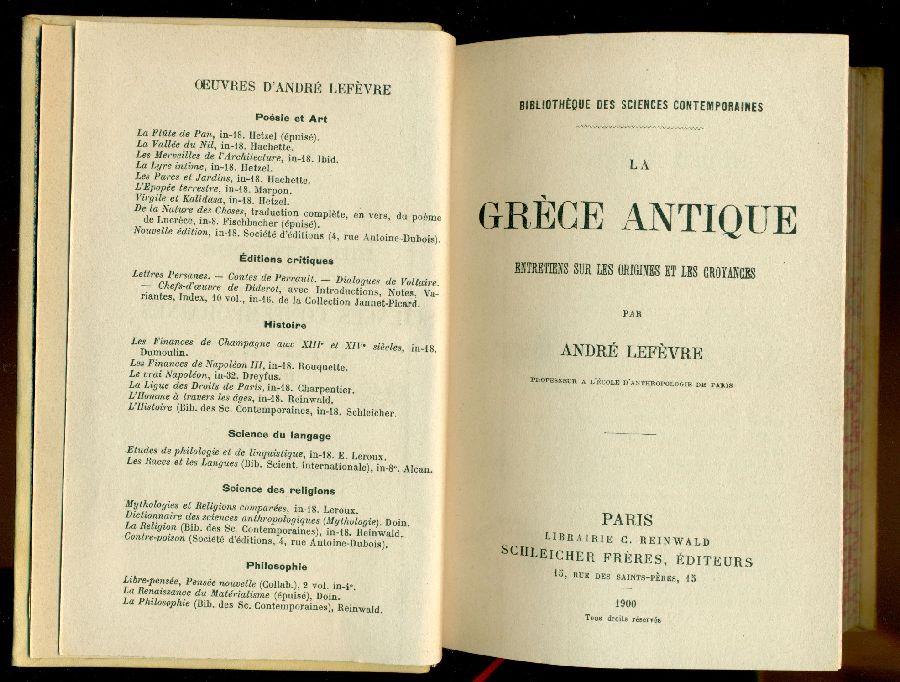 ŒUVRES D'ANDRÉ LEFÈVRE
Poésie et Art
La Flûte de Pan, in-18. Hetzel (épuisé).
La Vallée du Nil, in-18. Hachette.
Les Merveilles de l'Architecture, in-18. Ibid.
La Lyre intime, in-18. Hetzel.
Les Parcs et Jardins, in-18. Hachette.
L'Epopée terrestre, in-18. Marpon.
Virgile et Kalidasa, in-18. Hetzel.
De la Nature des Choses, traduction complète, en vers, du poème
de Lucrèce, in-8. Fischbacher (épuisé).
Nouvelle édition, in-18. Société d'éditions (4, rue Antoine-Dubois).
Éditions critiques
Lettres Persanes. — Contes de Perrault. — Dialogues de Voltaire.
— Chefs-d'œuvre de Diderot, avec Introductions, Notes, Va-
riantes, Index, 10 vol., in-16. de la Collection Jannet-Picard.
Histoire
Les Finances de Champagne aux XIIIe et XIVe siècles, in-18,
Dumoulin.
Les Finances de Napoléon III, in-18. Rouquette.
Le vrai Napoléon, in-32. Dreyfus.
La Ligue des Droits de Paris, in-18. Charpentier.
L'Homme à travers les âges, in-18. Reinwald.
L'Histoire (Bib. des Sc. Contemporaines, in-18. Schleicher.
Science du langage
Etudes de philologie et de linguistique, in-18. E. Leroux.
Les Races et les Langues (Bib. Scient. internationale), in-8°. Alcan.
Science des religions
Mythologies et Religions comparées, in-18. Leroux.
Dictionnaire des sciences anthropologiques (Mythologie). Doin.
La Religion (Bib. des Sc. Contemporaines), in-18. Reinwald.
Contre-poison (Société d'éditions, 4, rue Antoine-Dubois).
Philosophie
Libre-pensée, Pensée nouvelle (Collab.), 2 vol. in-4°.
La Renaissance du Matérialisme (épuisé), Doin.
La Philosophie (Bib. des Sc. Contemporaines), Reinwald.
BIBLIOTHÈQUE DES SCIENCES CONTEMPORAINES
LA
GRÈCE ANTIQUE
ENTRETIENS SUR LES ORIGINES ET LES CROYANCES
PAR
ANDRÉ LEFÈVRE
PROFESSEUR A L'ÉCOLE D'ANTHROPOLOGIE DE PARIS
PARIS
LIBRAIRIE C. REINWALD
SCHLEICHER FRÈRES, ÉDITEURS
15, RUE DES SAINTS-PÈRES, 15
1900
Tous droits réservés